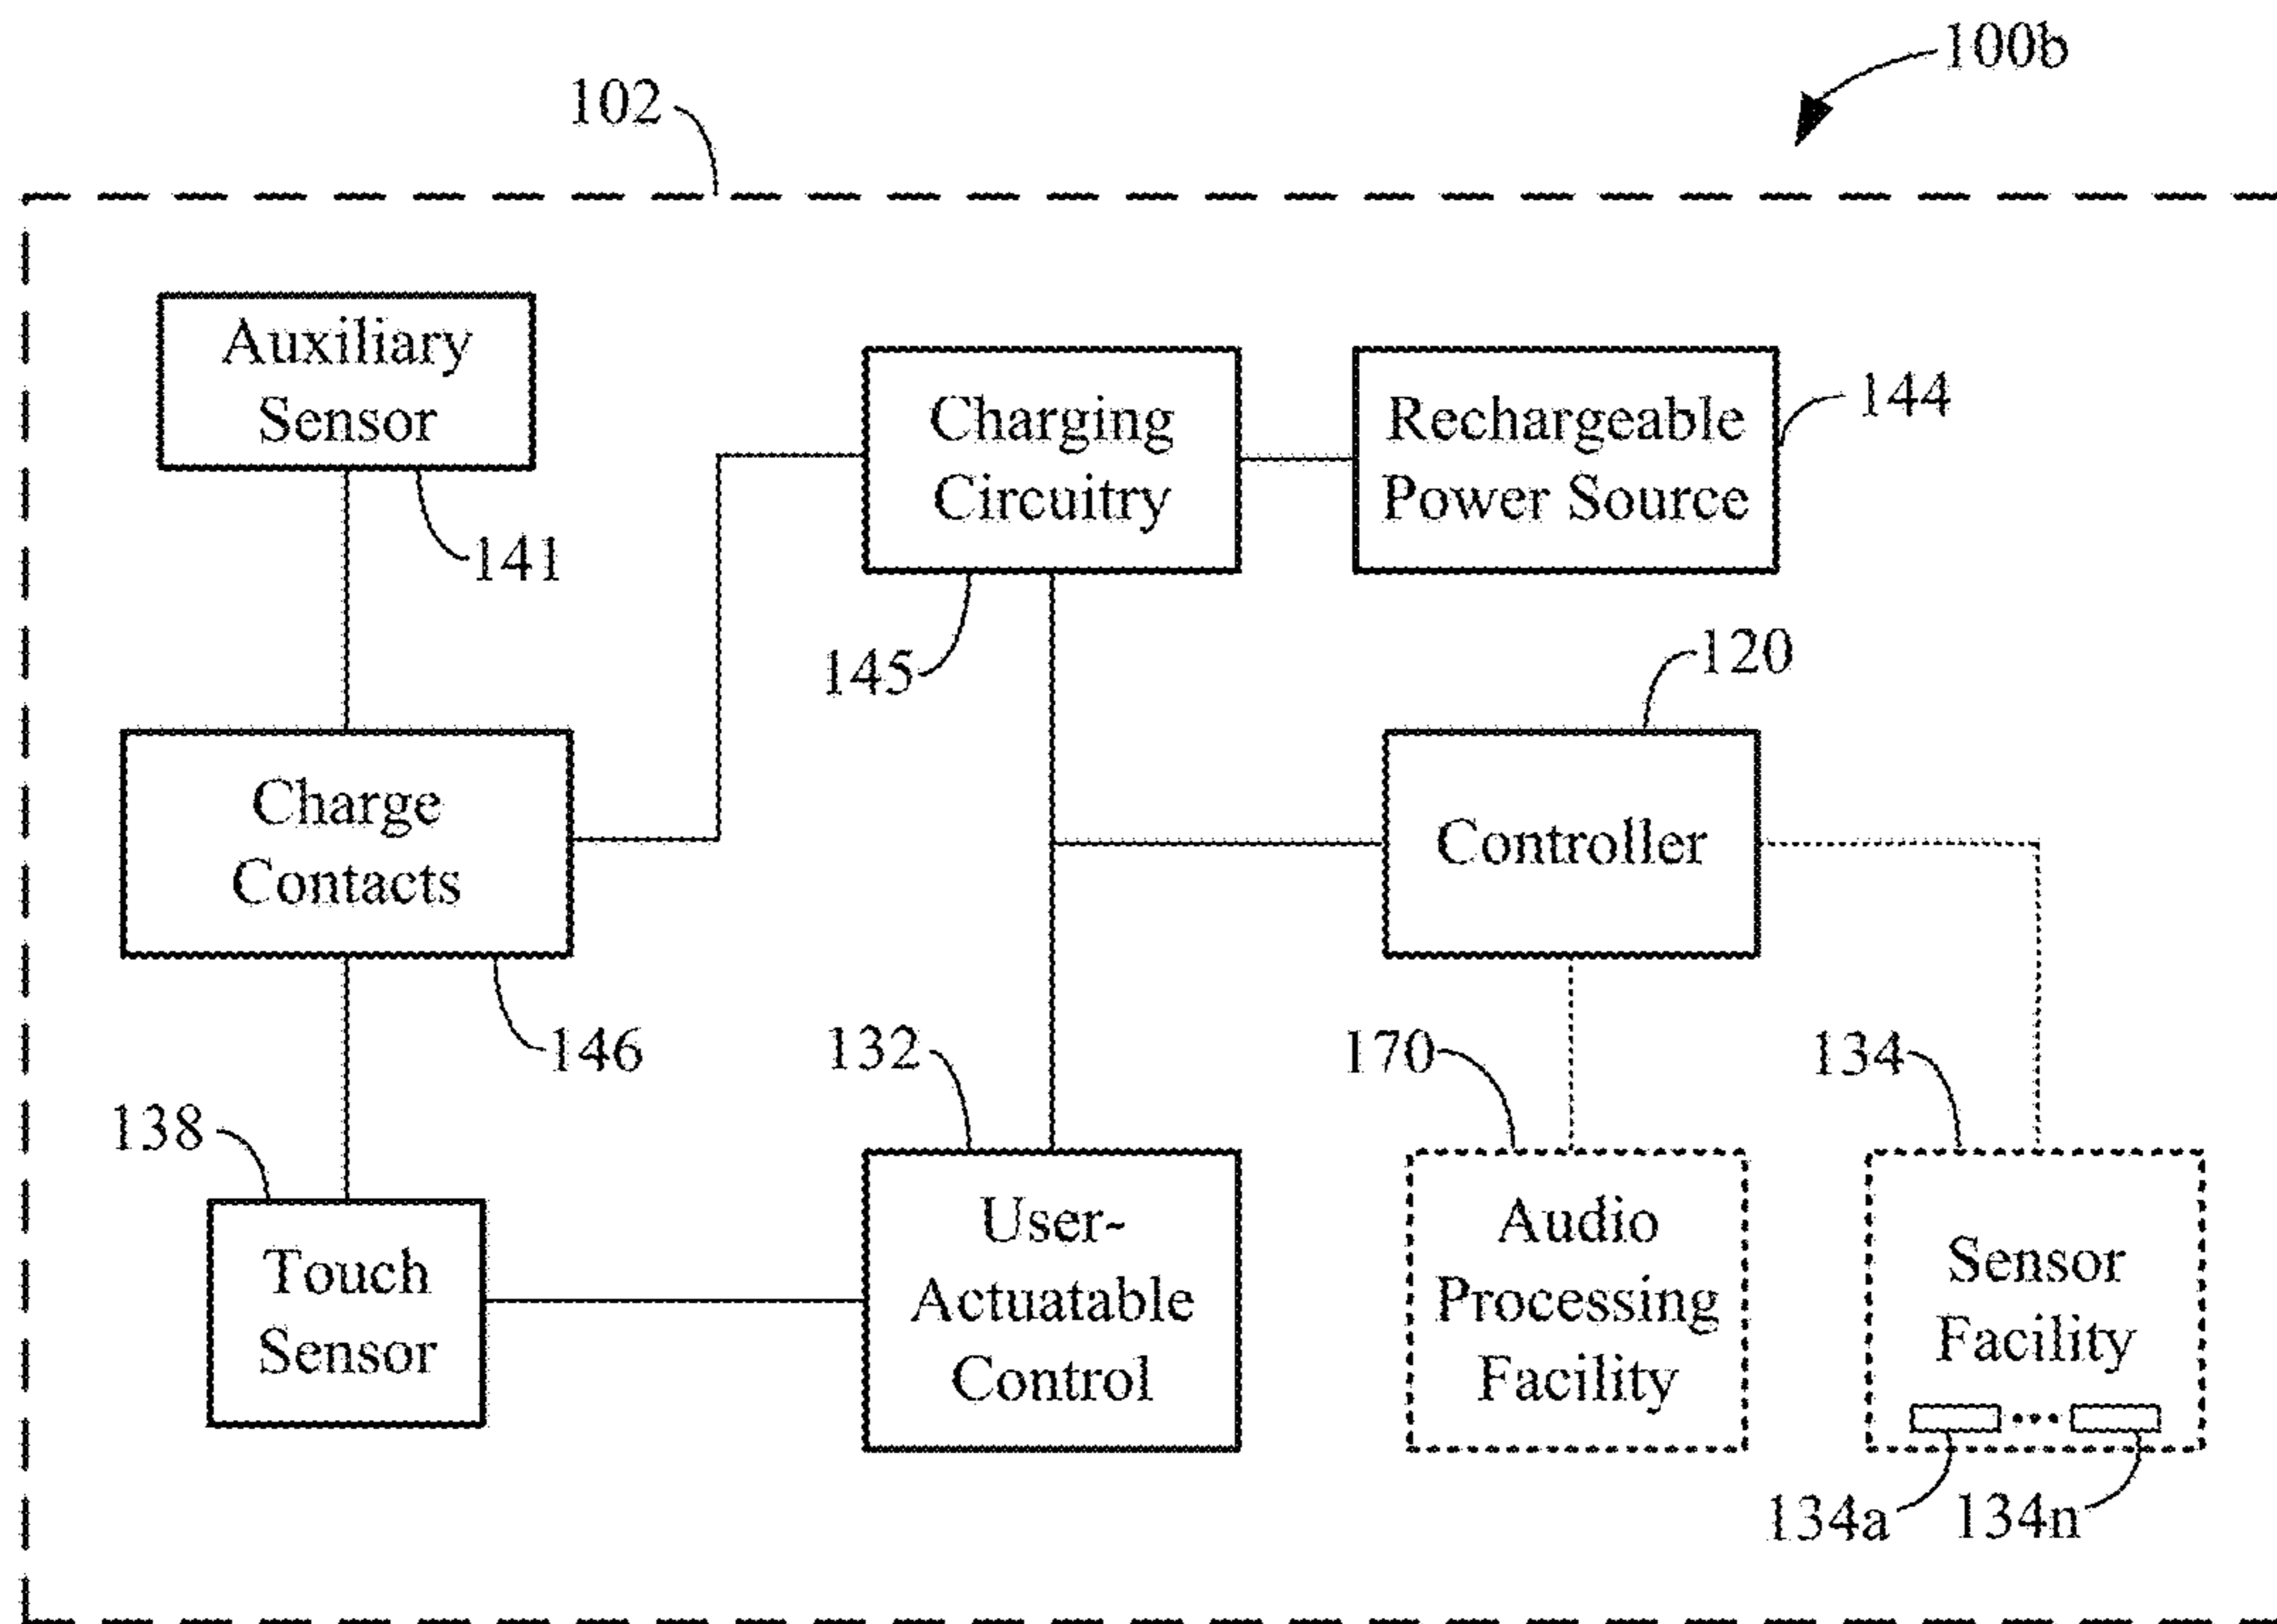 100b
102
Auxiliary
Sensor
141
Charging
Circuitry
145
Rechargeable
Power Source
144
120
Controller
Charge
Contacts
146
138
Touch
Sensor
132
User-
Actuatable
Control
170
Audio
Processing
Facility
134
Sensor
Facility
134a
134n